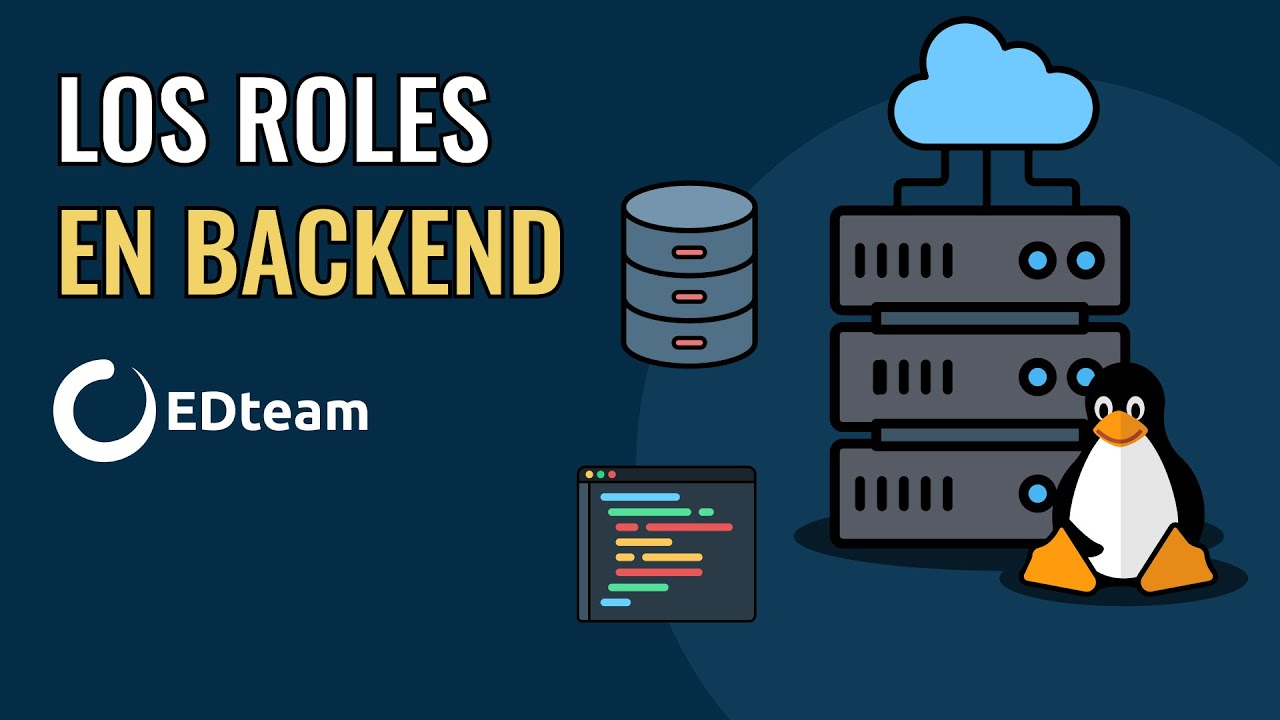 LOS ROLES
EN BACKEND
EDteam